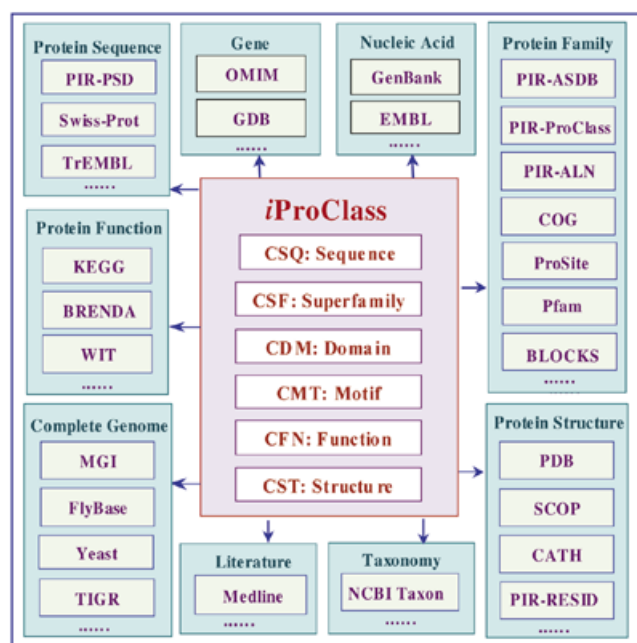 Protein Sequence
PIR-PSD
Swiss-Prot
TrEMBL
......
Gene
OMIM
GDB
......
Nucleic Acid
GenBank
EMBL
......
Protein Family
PIR-ASDB
PIR-ProClass
PIR-ALN
COG
ProSite
Pfam
BLOCKS
......
iProClass
CSQ: Sequence
CSF: Superfamily
CDM: Domain
CMT: Motif
CFN: Function
CST: Structure
Protein Function
KEGG
BRENDA
WIT
......
Complete Genome
MGI
FlyBase
Yeast
TIGR
......
Literature
Medline
......
Taxonomy
NCBI Taxon
......
Protein Structure
PDB
SCOP
CATH
PIR-RESID
......